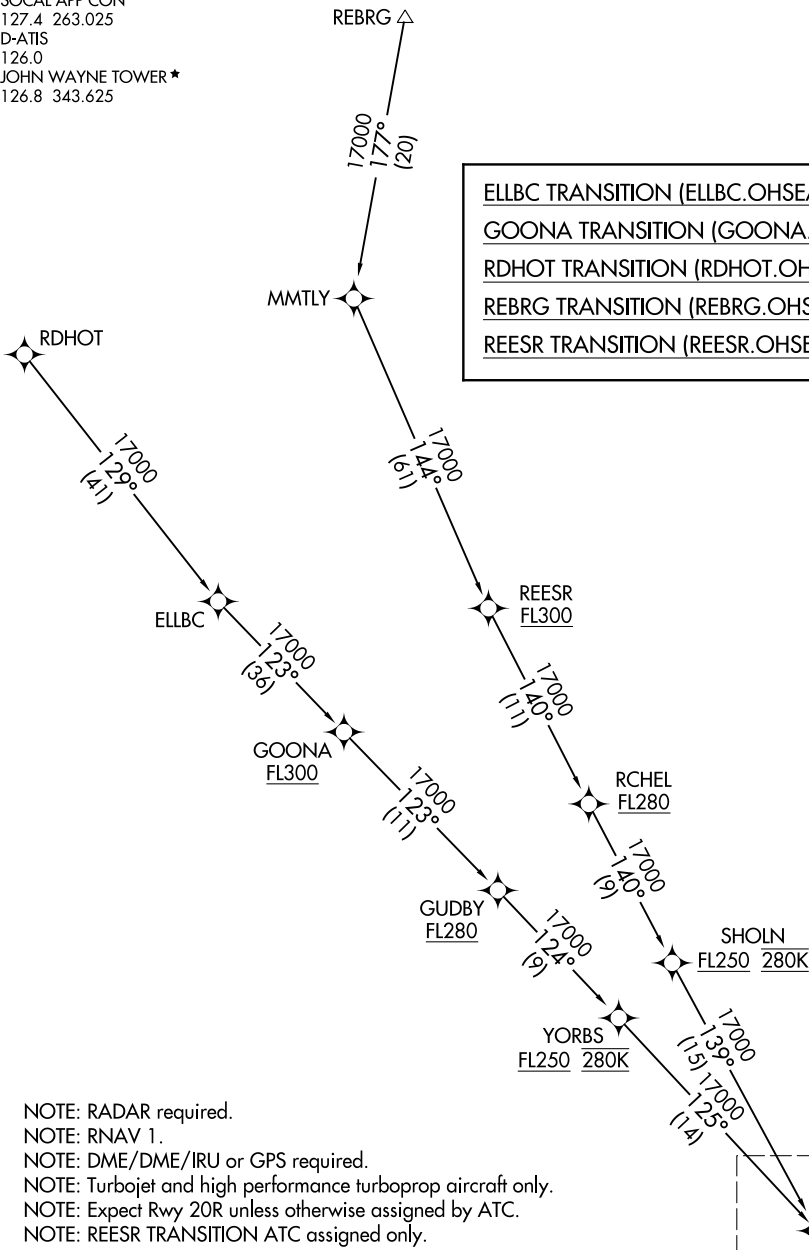 SOCAL APP CON
127.4 263.025
D-ATIS
126.0
JOHN WAYNE TOWER★
126.8 343.625
REBRG
17000
177°
(20)
ELLBC TRANSITION (ELLBC.OHSEA
GOONA TRANSITION (GOONA.
RDHOT TRANSITION (RDHOT.OH
REBRG TRANSITION (REBRG.OHS
REESR TRANSITION (REESR.OHSE
MMTLY
RDHOT
17000
129°
(41)
17000
144°
(61)
ELLBC
REESR
FL300
17000
123°
(36)
17000
140°
(11)
GOONA
FL300
RCHEL
FL280
17000
123°
(11)
17000
140°
(9)
GUDBY
FL280
SHOLN
FL250 280K
17000
124°
(9)
YORBS
FL250 280K
17000
139°
(15)
17000
125°
(14)
NOTE: RADAR required.
NOTE: RNAV 1.
NOTE: DME/DME/IRU or GPS required.
NOTE: Turbojet and high performance turboprop aircraft only.
NOTE: Expect Rwy 20R unless otherwise assigned by ATC.
NOTE: REESR TRANSITION ATC assigned only.